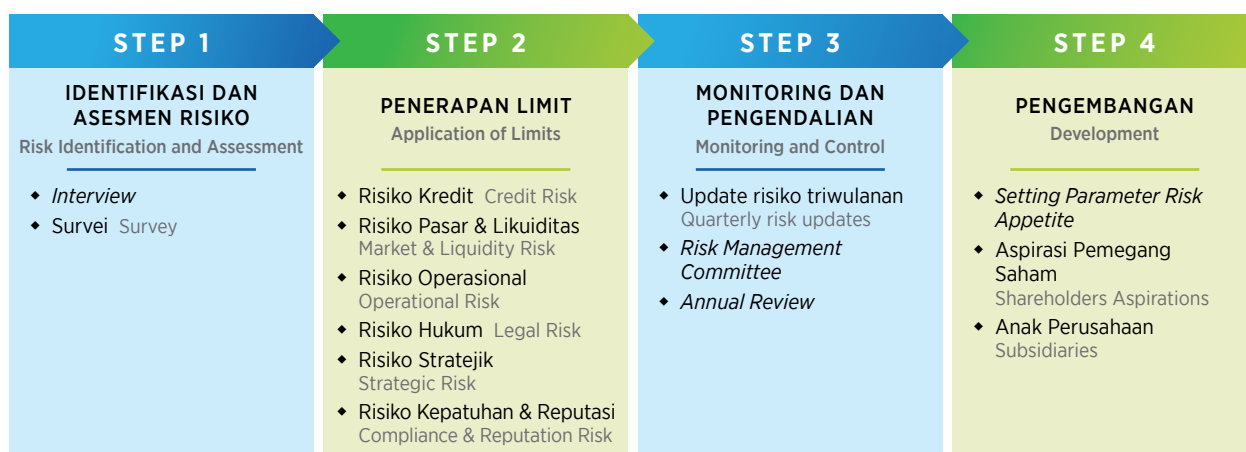 STEP 1
IDENTIFIKASI DAN
ASESMEN RISIKO
Risk Identification and Assessment
Interview
Survei Survey
STEP 2
PENERAPAN LIMIT
Application of Limits
Risiko Kredit Credit Risk
Risiko Pasar & Likuiditas
Market & Liquidity Risk
Risiko Operasional
Operational Risk
Risiko Hukum Legal Risk
Risiko Stratejik
Strategic Risk
Risiko Kepatuhan & Reputasi
Compliance & Reputation Risk
STEP 3
MONITORING DAN
PENGENDALIAN
Monitoring and Control
Update risiko triwulanan
Quarterly risk updates
Risk Management
Committee
Annual Review
STEP 4
PENGEMBANGAN
Development
Setting Parameter Risk
Appetite
Aspirasi Pemegang
Saham
Shareholders Aspirations
Anak Perusahaan
Subsidiaries